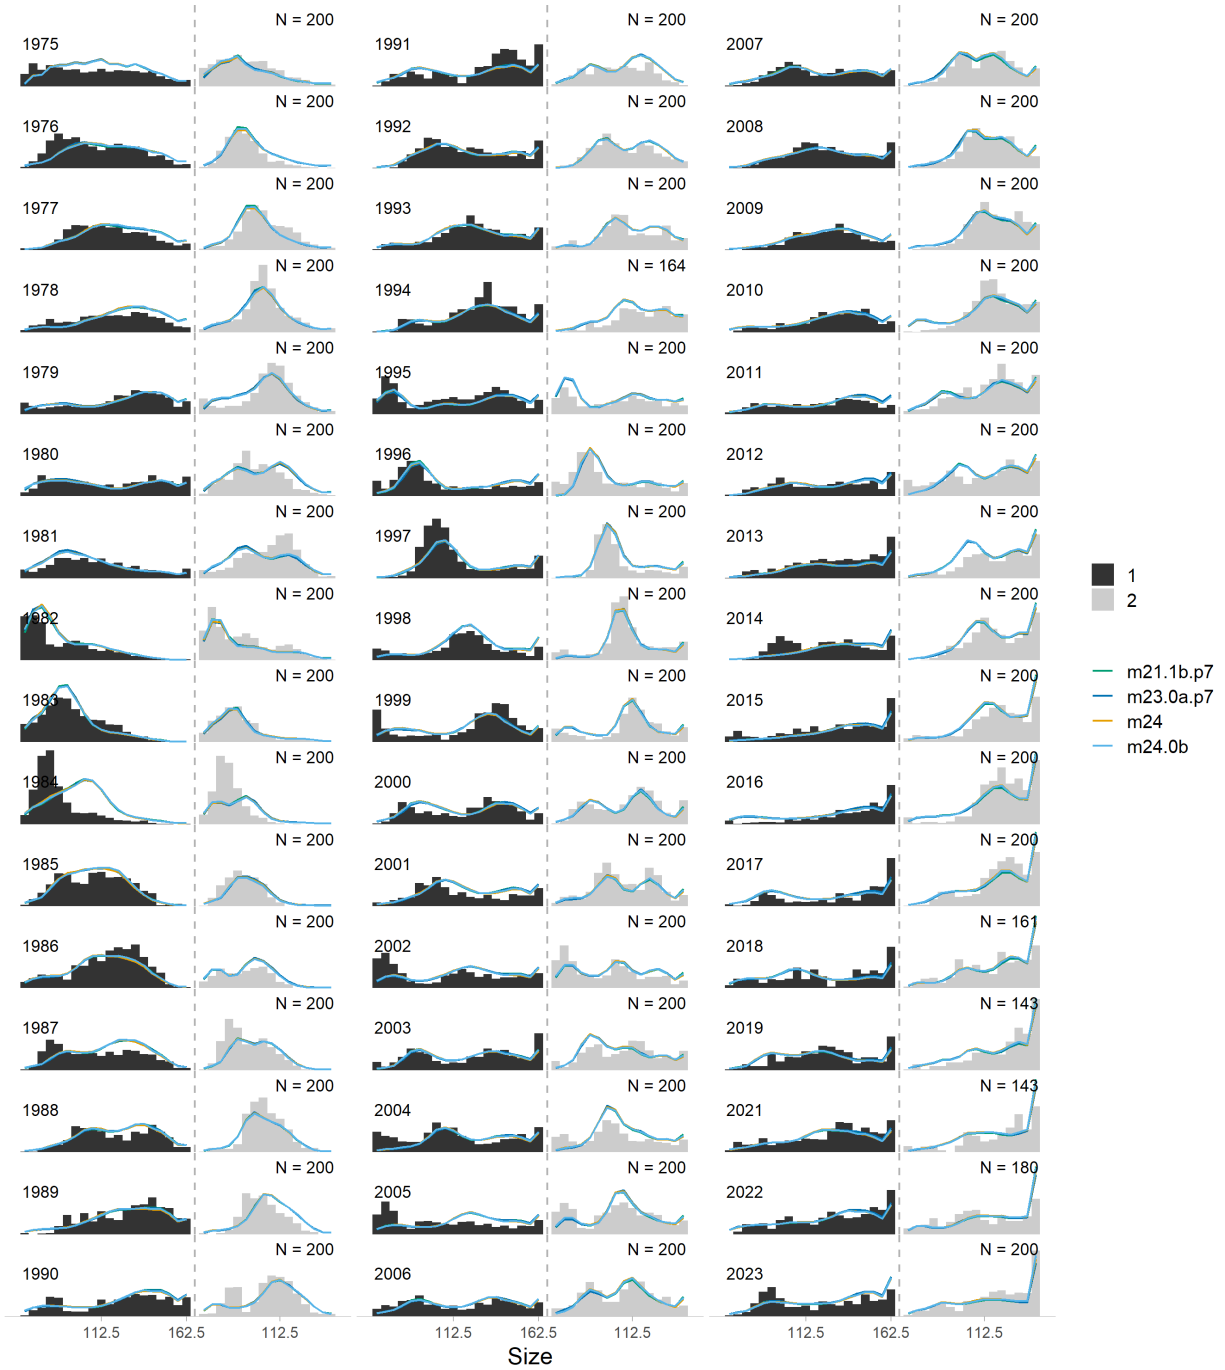 N = 200 N = 200 N = 200
1975 1991 2007
N = 200 N = 200 N = 200
1976 1992 2008
N = 200 N = 200 N = 200
1977 1993 2009
N = 200 N = 164 N = 200
1978 1994 2010
N = 200 N = 200 N = 200
1979 1995 2011
N = 200 N = 200 N = 200
1980 1996 2012
N = 200 N = 200 N = 200
1981 1997 2013
N = 200 N = 200 N = 200
1982 1998 2014
N = 200 N = 200 N = 200
1983 1999 2015
N = 200 N = 200 N = 200
1984 2000 2016
N = 200 N = 200 N = 200
1985 2001 2017
N = 200 N = 200 N = 161
1986 2002 2018
N = 200 N = 200 N = 143
1987 2003 2019
N = 200 N = 200 N = 143
1988 2004 2021
N = 200 N = 200 N = 180
1989 2005 2022
N = 200 N = 200 N = 200
1990 2006 2023
112.5 162.5 112.5 112.5 162.5 112.5 112.5 162.5 112.5
Size
1
2
m21.1b.p7
m23.0a.p7
m24
m24.0b